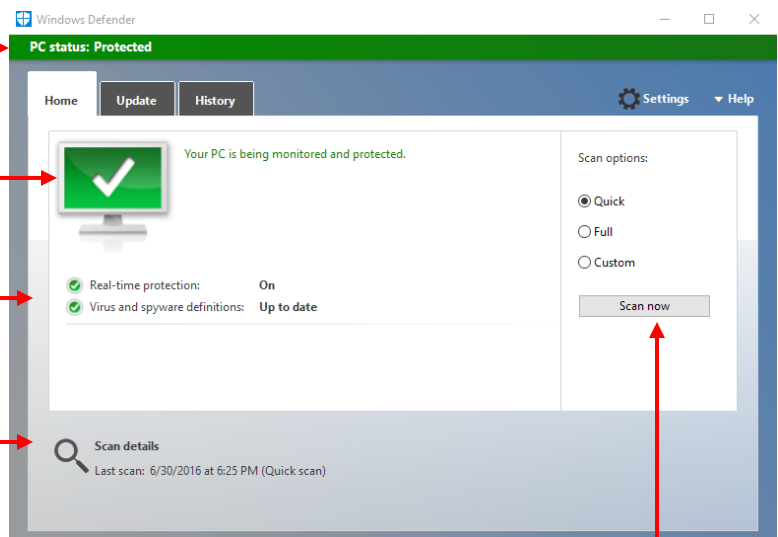 Windows Defender
PC status: Protected
Home Update History Settings Help
Your PC is being monitored and protected.
Real-time protection: On
Virus and spyware definitions: Up to date
Scan options:
Quick
Full
Custom
Scan now
Scan details
Last scan: 6/30/2016 at 6:25 PM (Quick scan)